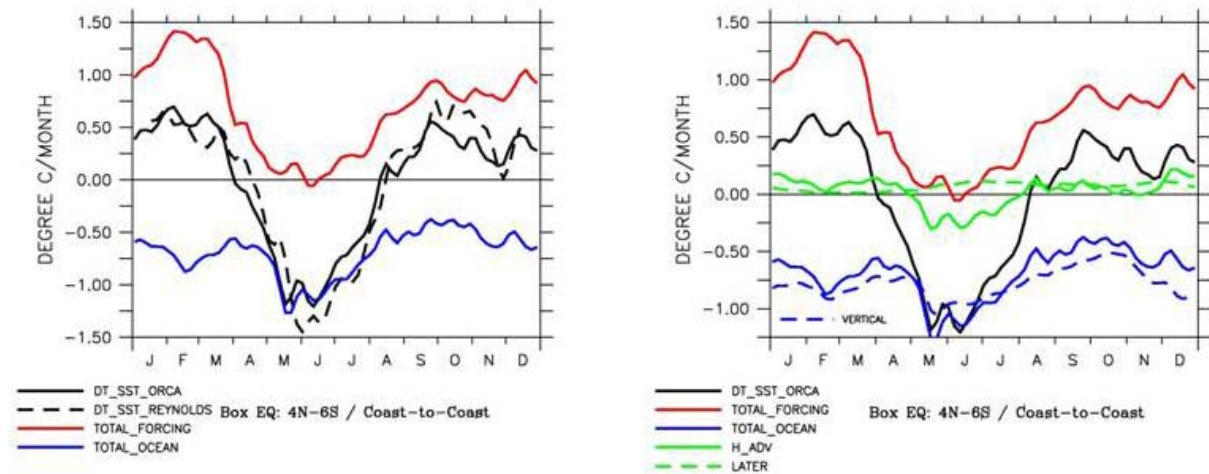 1.50
1.00
0.50
0.00
-0.50
-1.00
-1.50
DEGREE C/MONTH
J F M A M J J A S O N D
DT_SST_ORCA
DT_SST_REYNOLDS
TOTAL_FORCING
TOTAL_OCEAN
Box EQ: 4N-6S / Coast-to-Coast
1.50
1.00
0.50
0.00
-0.50
-1.00
DEGREE C/MONTH
VERTICAL
J F M A M J J A S O N D
DT_SST_ORCA
TOTAL_FORCING
TOTAL_OCEAN
H_ADV
LATER
Box EQ: 4N-6S / Coast-to-Coast